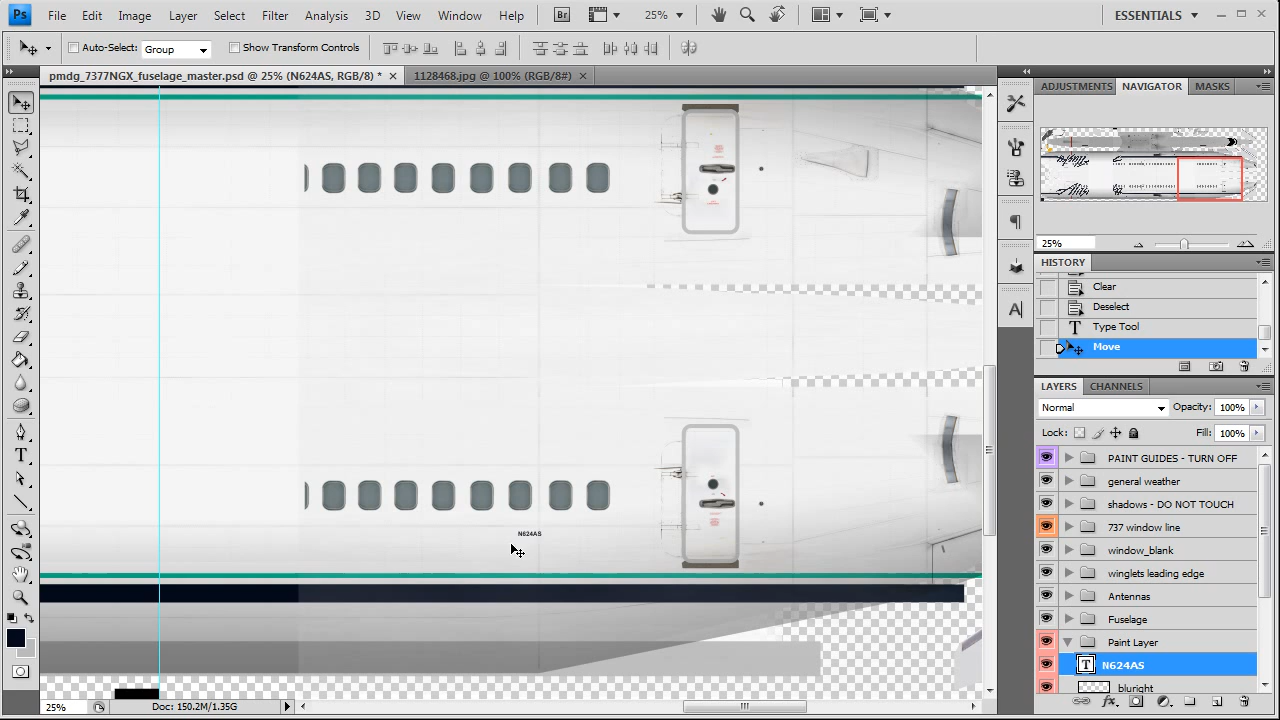 Ps File Edit Image Layer Select Filter Analysis 3D View Window Help Br 25% ESSENTIALS
Auto-Select: Group Show Transform Controls
pmdg_7377NGX_fuselage_master.psd @ 25% (N624AS, RGB/8) * × 1128468.jpg @ 100% (RGB/8#) ×
ADJUSTMENTS NAVIGATOR MASKS
25%
HISTORY
Clear
Deselect
Type Tool
Move
LAYERS CHANNELS
Normal Opacity: 100%
Lock: Fill: 100%
PAINT GUIDES - TURN OFF
general weather
shadows - DO NOT TOUCH
737 window line
window_blank
winglets leading edge
Antennas
Fuselage
Paint Layer
T N624AS
bluright
N624AS
25% Doc: 150.2M/1.35G